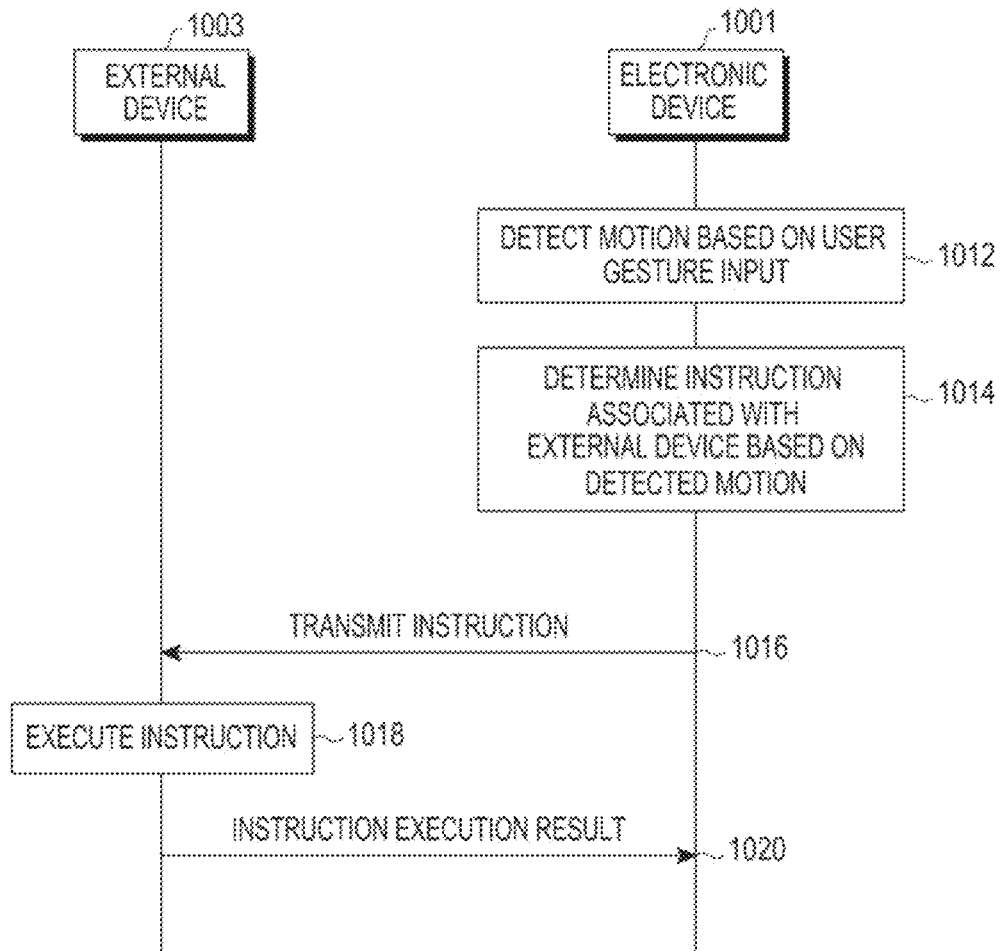 1003
EXTERNAL
DEVICE
1001
ELECTRONIC
DEVICE
DETECT MOTION BASED ON USER
GESTURE INPUT
1012
DETERMINE INSTRUCTION
ASSOCIATED WITH
EXTERNAL DEVICE BASED ON
DETECTED MOTION
1014
TRANSMIT INSTRUCTION
1016
EXECUTE INSTRUCTION
1018
INSTRUCTION EXECUTION RESULT
1020